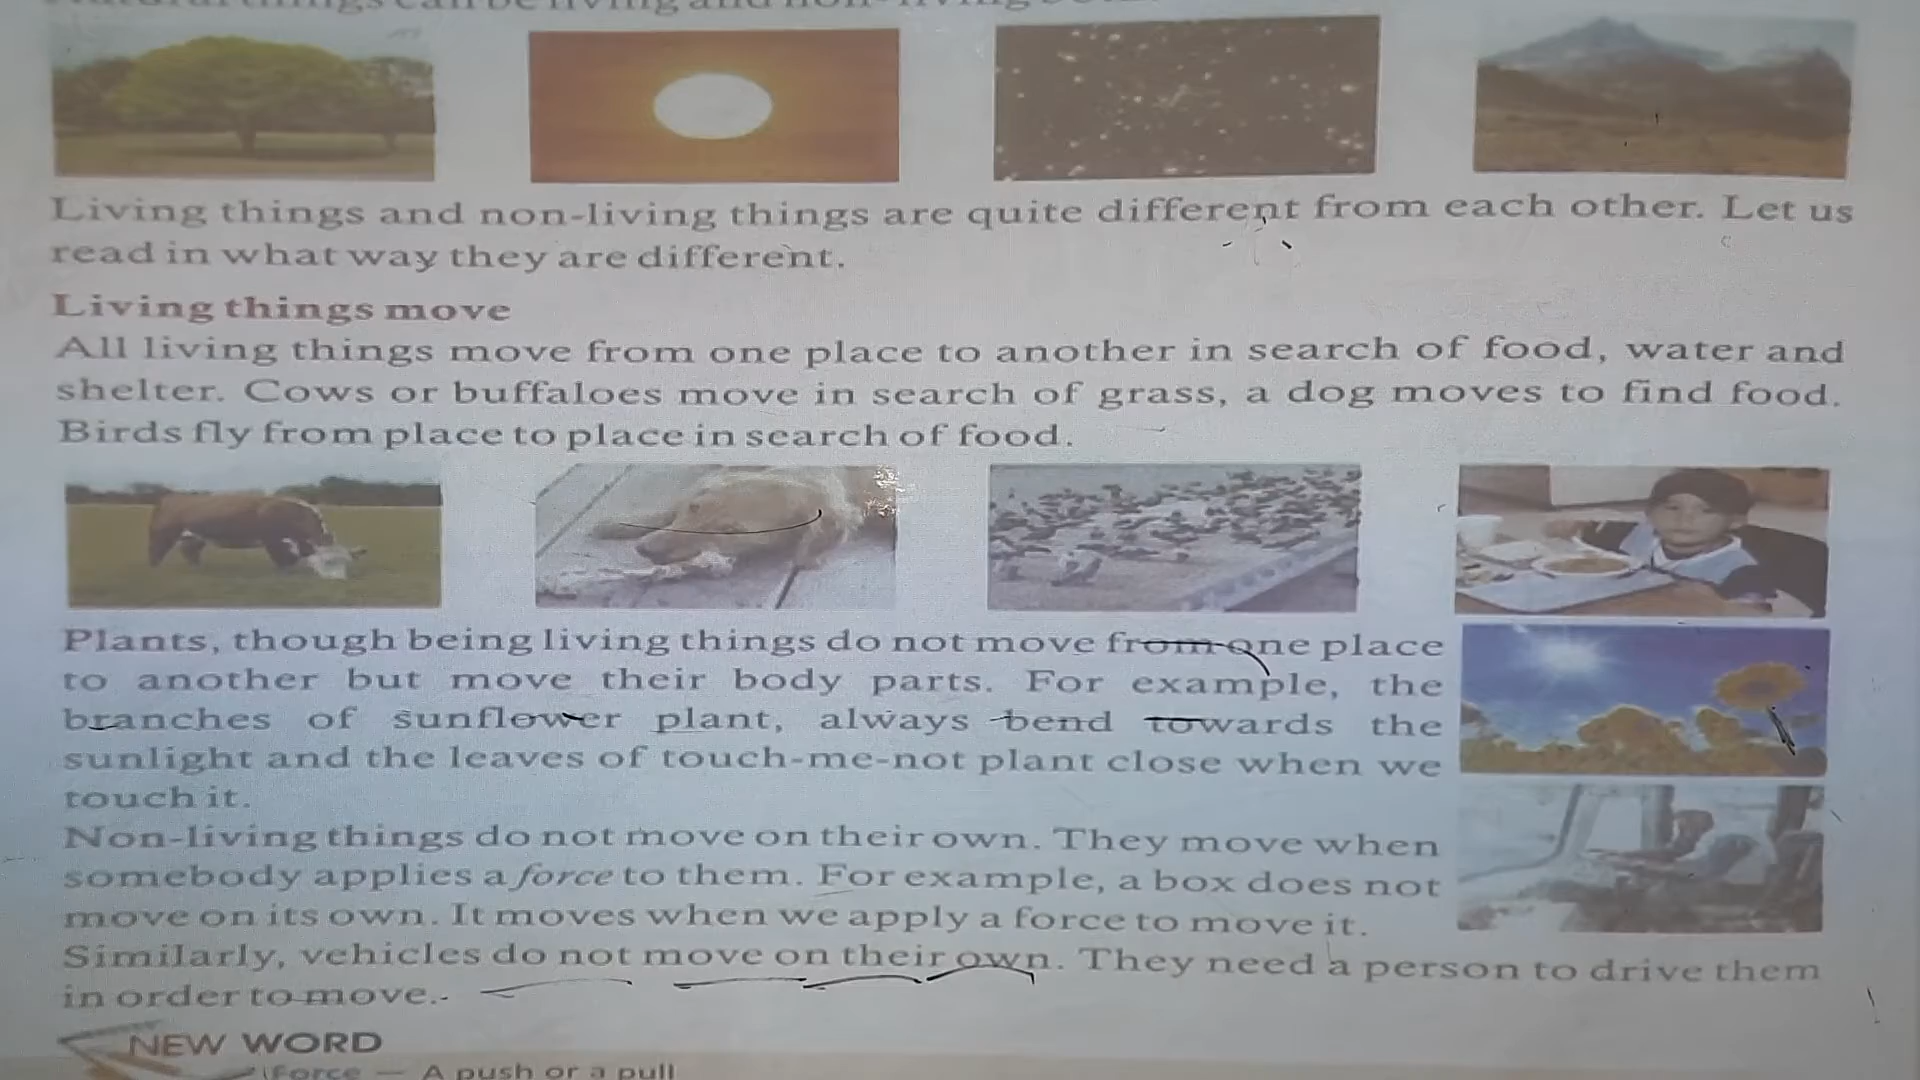 Natural things can be living and non-living
Living things and non-living things are quite different from each other. Let us
read in what way they are different.
Living things move
All living things move from one place to another in search of food, water and
shelter. Cows or buffaloes move in search of grass, a dog moves to find food.
Birds fly from place to place in search of food.
Plants, though being living things do not move from one place
to another but move their body parts. For example, the
branches of sunflower plant, always bend towards the
sunlight and the leaves of touch-me-not plant close when we
touch it.
Non-living things do not move on their own. They move when
somebody applies a force to them. For example, a box does not
move on its own. It moves when we apply a force to move it.
Similarly, vehicles do not move on their own. They need a person to drive them
in order to move.
NEW WORD
Force — A push or a pull